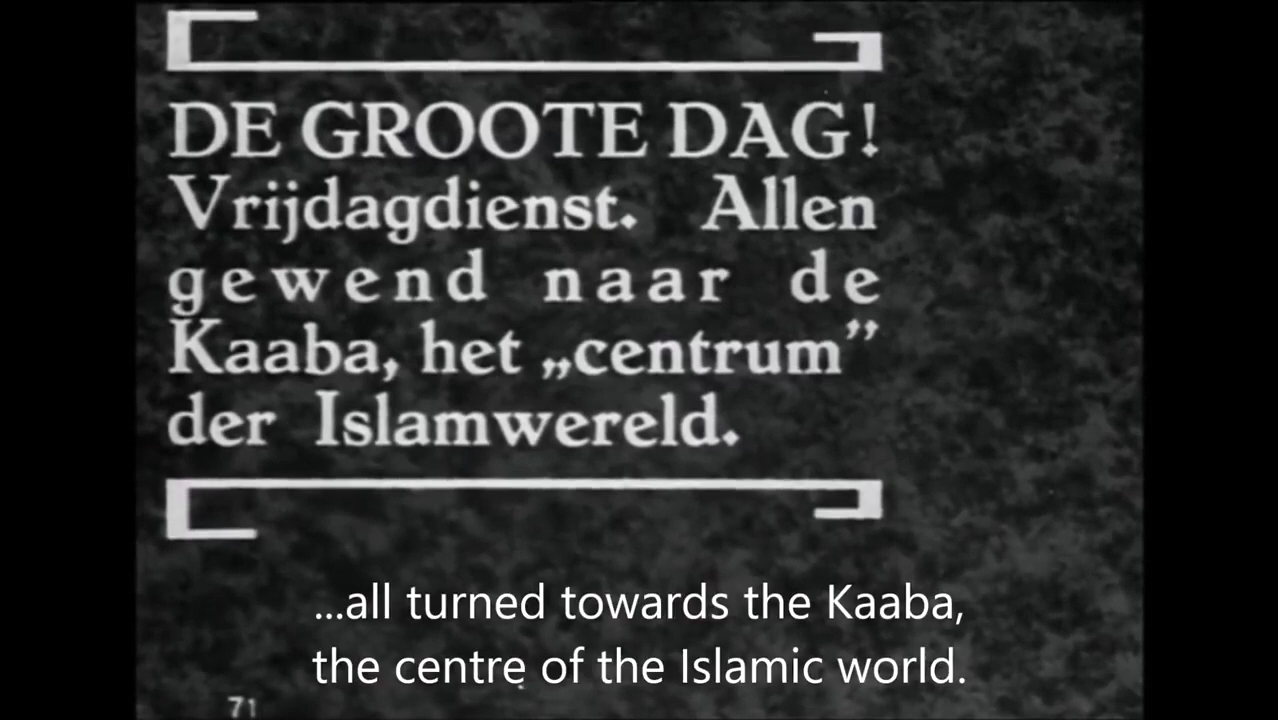 DE GROOTE DAG!
Vrijdagdienst. Allen
gewend naar de
Kaaba, het „centrum”
der Islamwereld.
...all turned towards the Kaaba,
the centre of the Islamic world.
71